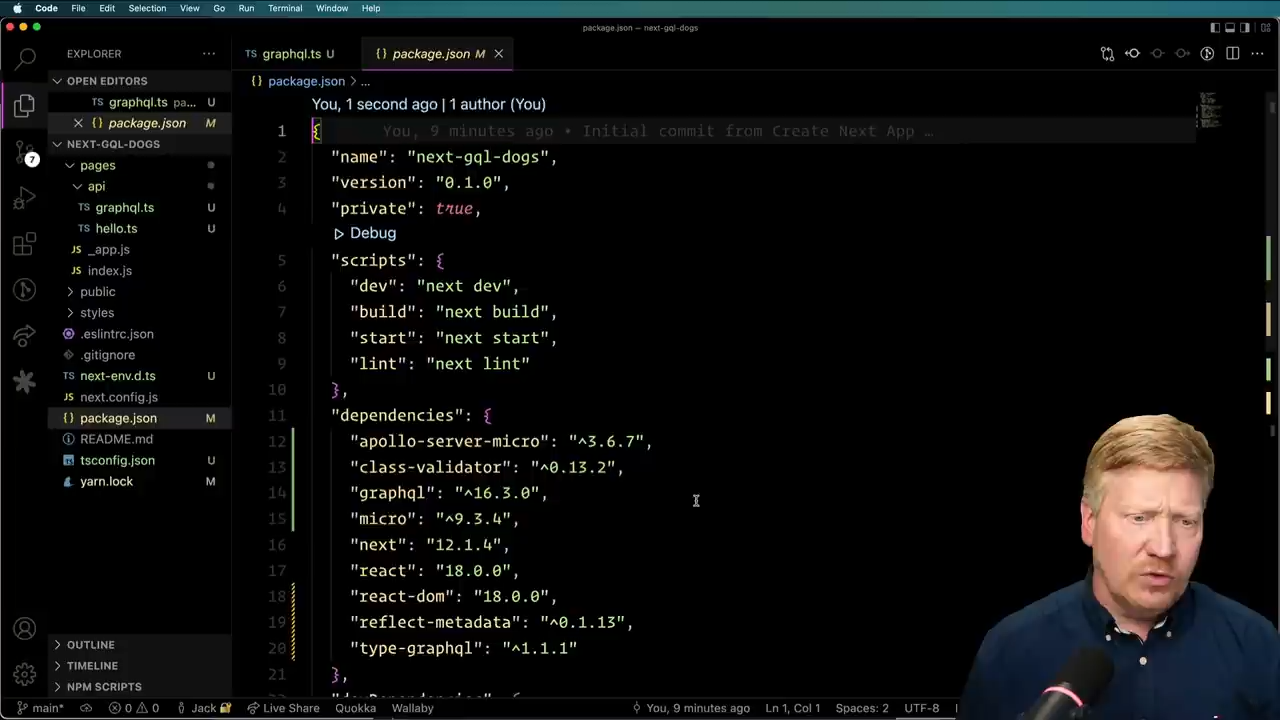 Code File Edit Selection View Go Run Terminal Window Help
package.json — next-gql-dogs
EXPLORER
OPEN EDITORS
graphql.ts pa... U
package.json M
NEXT-GQL-DOGS
pages
api
graphql.ts U
hello.ts U
_app.js
index.js
public
styles
.eslintrc.json
.gitignore
next-env.d.ts U
next.config.js
package.json M
README.md
tsconfig.json U
yarn.lock M
OUTLINE
TIMELINE
NPM SCRIPTS
7
graphql.ts U
package.json M
package.json > ...
You, 1 second ago | 1 author (You)
1 { You, 9 minutes ago • Initial commit from Create Next App …
2 "name": "next-gql-dogs",
3 "version": "0.1.0",
4 "private": true,
Debug
5 "scripts": {
6 "dev": "next dev",
7 "build": "next build",
8 "start": "next start",
9 "lint": "next lint"
10 },
11 "dependencies": {
12 "apollo-server-micro": "^3.6.7",
13 "class-validator": "^0.13.2",
14 "graphql": "^16.3.0",
15 "micro": "^9.3.4",
16 "next": "12.1.4",
17 "react": "18.0.0",
18 "react-dom": "18.0.0",
19 "reflect-metadata": "^0.1.13",
20 "type-graphql": "^1.1.1"
21 },
main* 0 0 Jack Live Share Quokka Wallaby You, 9 minutes ago Ln 1, Col 1 Spaces: 2 UTF-8